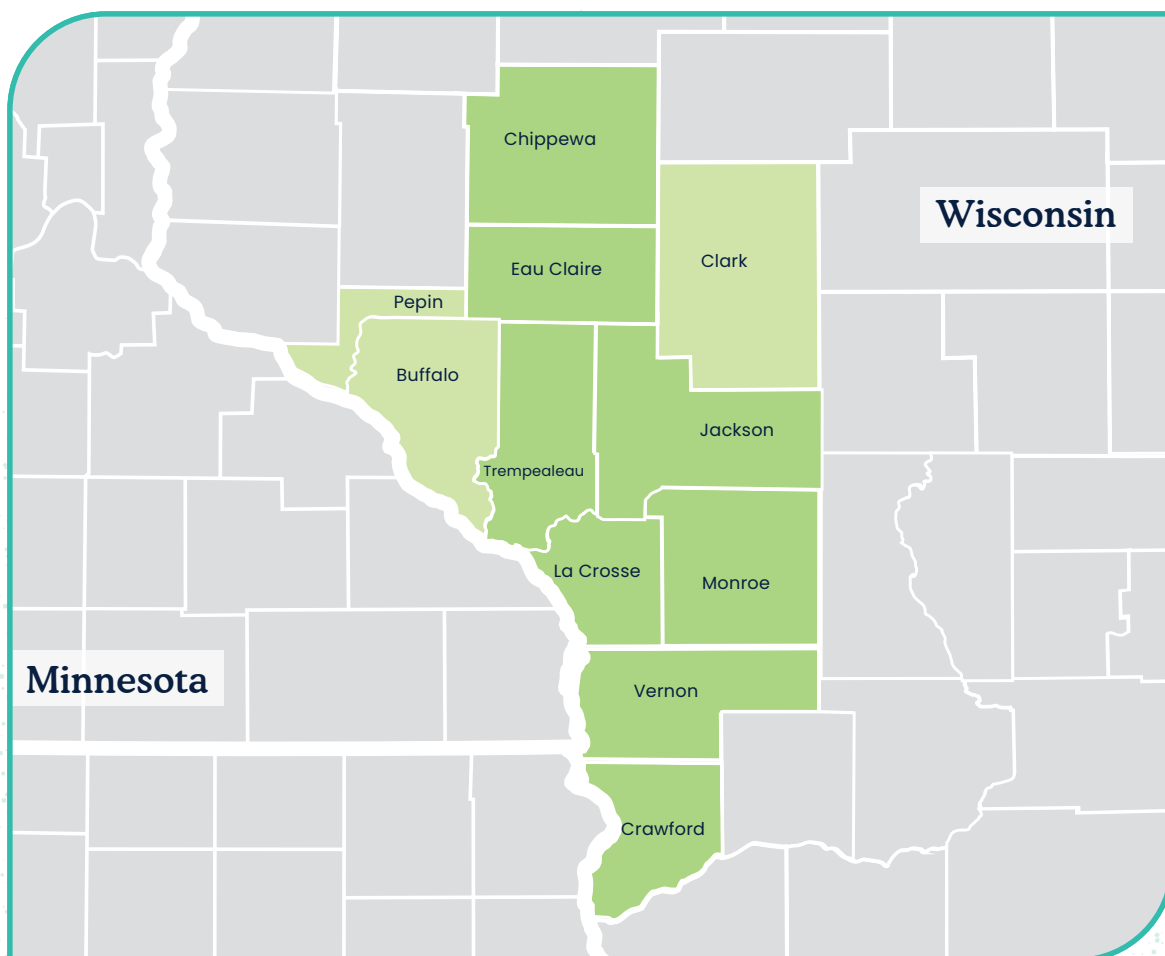 Chippewa
Wisconsin
Clark
Eau Claire
Pepin
Buffalo
Jackson
Trempealeau
La Crosse
Monroe
Minnesota
Vernon
Crawford